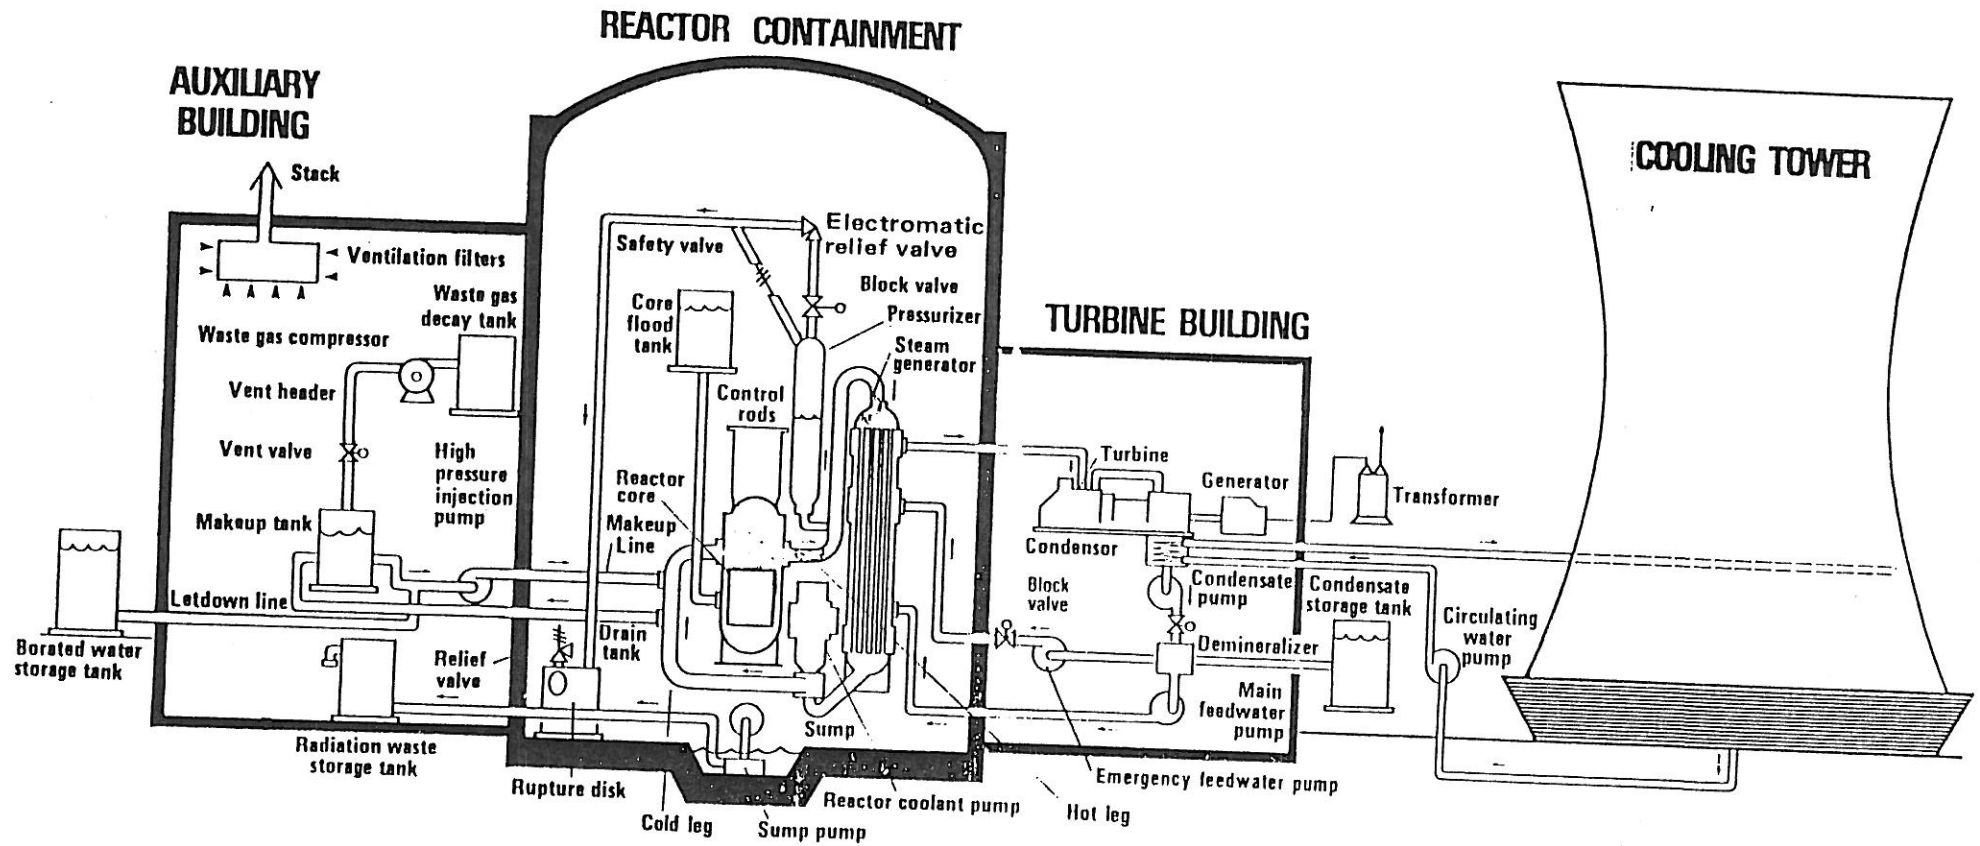 REACTOR CONTAINMENT
AUXILIARY
BUILDING
Stack
Ventilation filters
Waste gas
decay tank
Waste gas compressor
Vent header
Vent valve
High
pressure
injection
pump
Makeup tank
Letdown line
Borated water
storage tank
Radiation waste
storage tank
Relief
valve
Safety valve
Electromatic
relief valve
Block valve
Core
flood
tank
Pressurizer
Steam
generator
Control
rods
Reactor
core
Makeup
Line
Drain
tank
Sump
Rupture disk
Cold leg
Sump pump
Reactor coolant pump
Hot leg
Emergency feedwater pump
TURBINE BUILDING
Turbine
Generator
Transformer
Condensor
Block
valve
Condensate
pump
Condensate
storage tank
Demineralizer
Main
feedwater
pump
Circulating
water
pump
COOLING TOWER